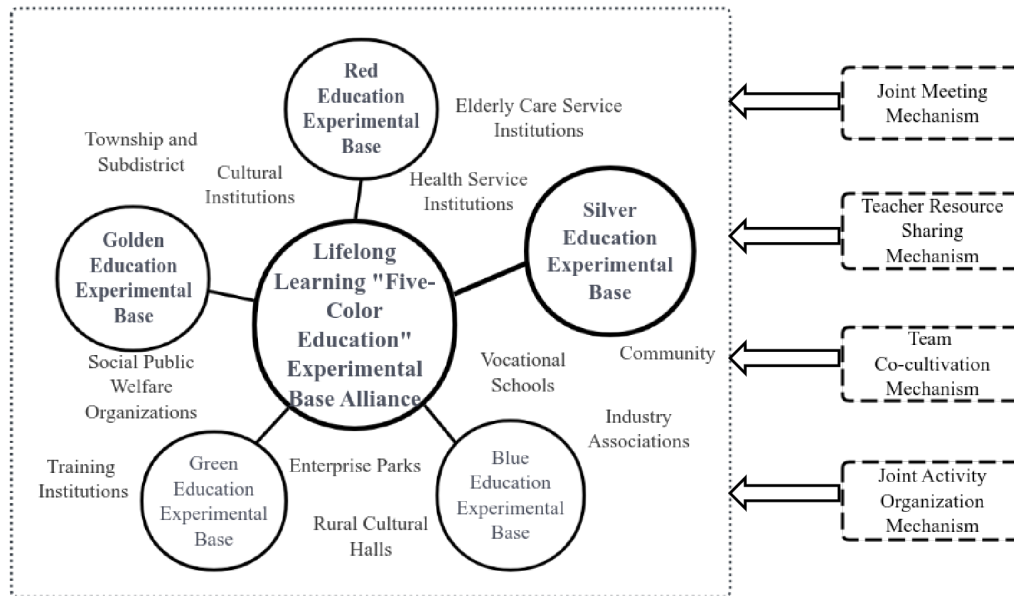 Red
Education
Experimental
Base
Elderly Care Service
Institutions
Township and
Subdistrict
Cultural
Institutions
Health Service
Institutions
Silver
Education
Experimental
Base
Golden
Education
Experimental
Base
Lifelong
Learning "Five-
Color
Education"
Experimental
Base Alliance
Social Public
Welfare
Organizations
Vocational
Schools
Community
Industry
Associations
Training
Institutions
Green
Education
Experimental
Base
Enterprise Parks
Rural Cultural
Halls
Blue
Education
Experimental
Base
Joint Meeting
Mechanism
Teacher Resource
Sharing
Mechanism
Team
Co-cultivation
Mechanism
Joint Activity
Organization
Mechanism